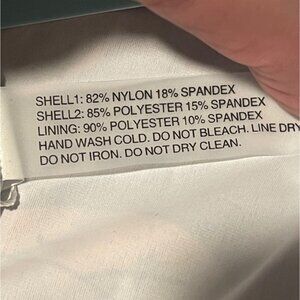 SHELL1: 82% NYLON 18% SPANDEX
SHELL2: 85% POLYESTER 15% SPANDEX
LINING: 90% POLYESTER 10% SPANDEX
HAND WASH COLD. DO NOT BLEACH. LINE DRY
DO NOT IRON. DO NOT DRY CLEAN.